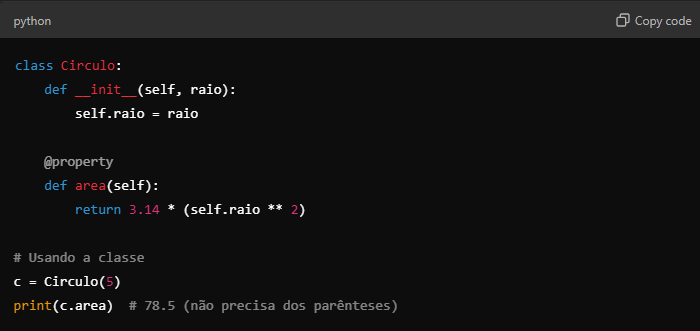 python
Copy code
class Circulo:
    def __init__(self, raio):
        self.raio = raio

    @property
    def area(self):
        return 3.14 * (self.raio ** 2)

# Usando a classe
c = Circulo(5)
print(c.area)  # 78.5 (não precisa dos parênteses)